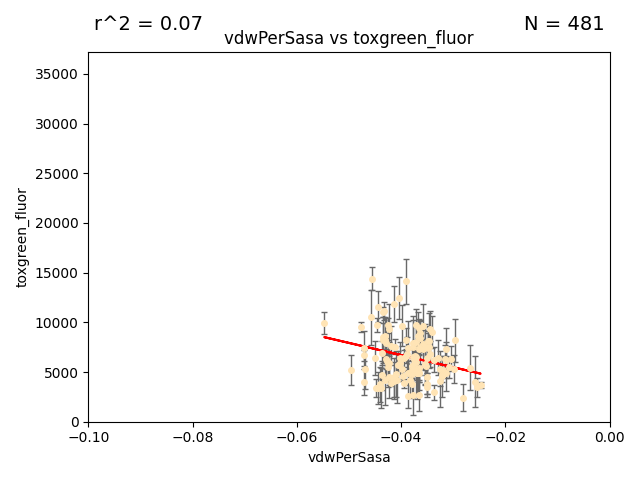 r^2 = 0.07
N = 481
vdwPerSasa vs toxgreen_fluor
35000
30000
25000
20000
15000
10000
5000
0
toxgreen_fluor
−0.10
−0.08
−0.06
−0.04
−0.02
0.00
vdwPerSasa